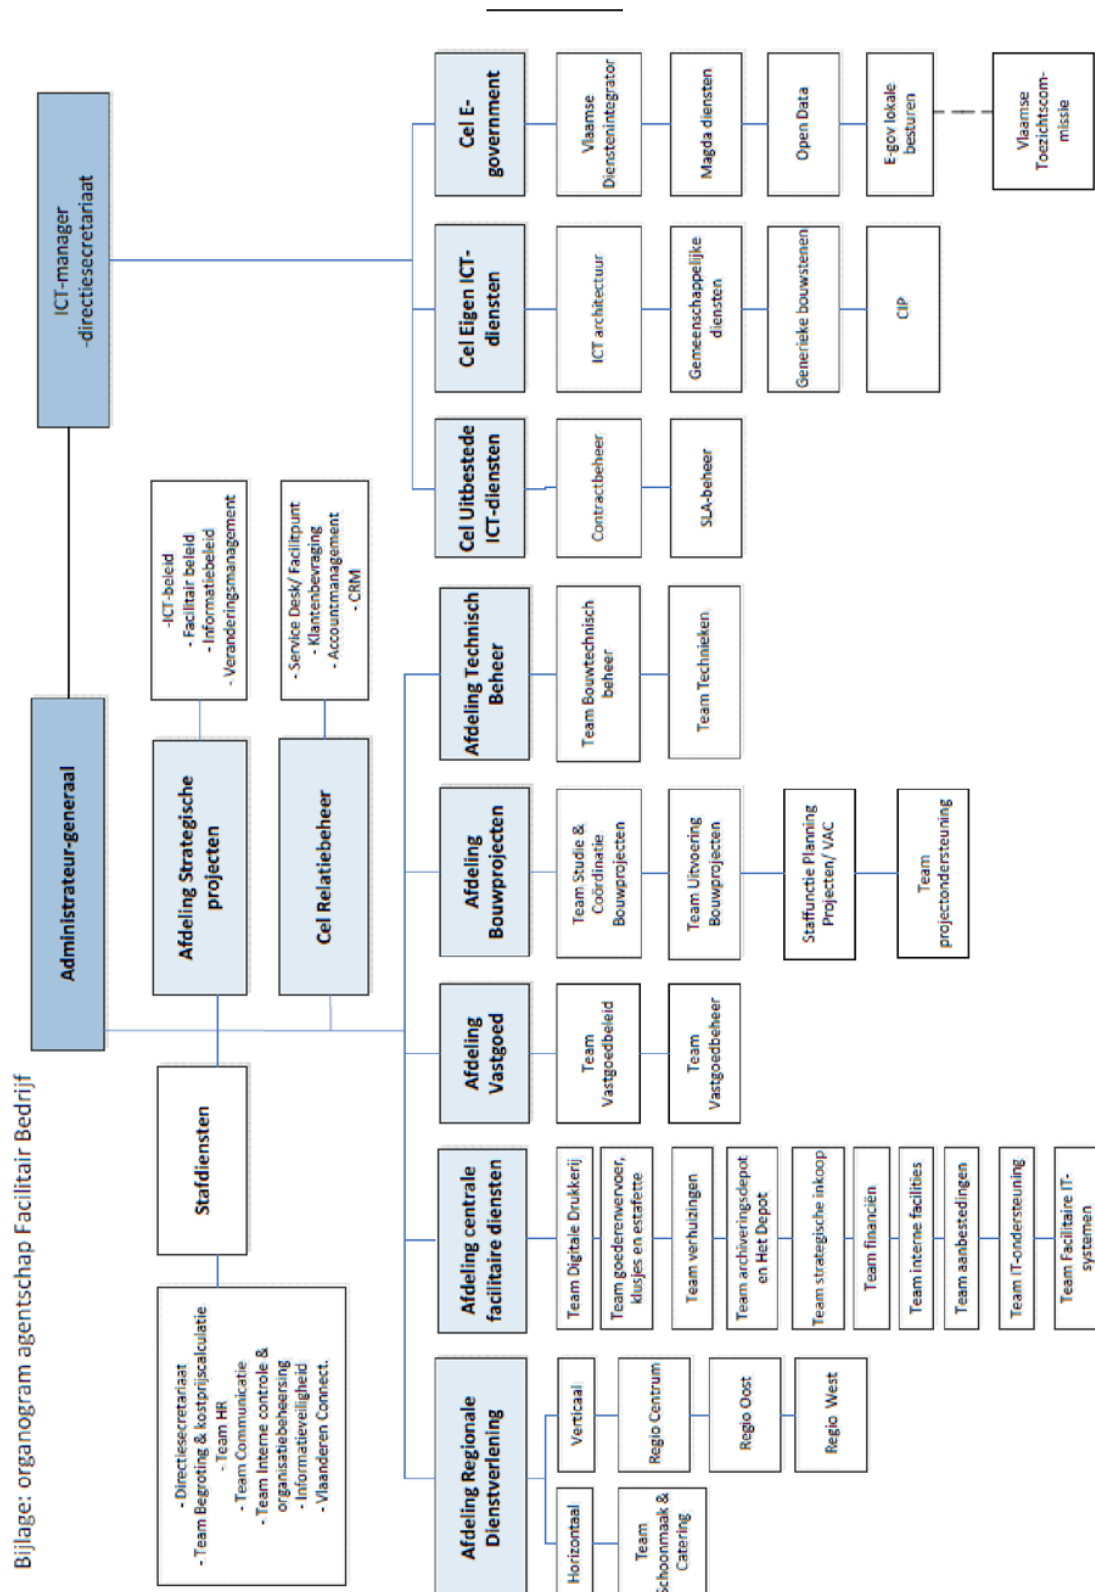 Bijlage: organogram agentschap Facilitair Bedrijf
Administrateur-generaal
ICT-manager
-directiesecretariaat
Stafdiensten
- Directiesecretariaat
- Team Begroting & kostprijscalculatie
- Team HR
- Team Communicatie
- Team Interne controle &
organisatiebeheersing
- Informatieveiligheid
- Vlaanderen Connect.
Afdeling Strategische
projecten
-ICT-beleid
- Facilitair beleid
- Informatiebeleid
- Veranderingsmanagement
Cel Relatiebeheer
- Service Desk/ Facilitpunt
- Klantenbevraging
- Accountmanagement
- CRM
Afdeling Regionale
Dienstverlening
Horizontaal
Team
Schoonmaak &
Catering
Verticaal
Regio Centrum
Regio Oost
Regio West
Afdeling centrale
facilitaire diensten
Team Digitale Drukkerij
Team goederenvervoer,
klusjes en estafette
Team verhuizingen
Team archiveringsdepot
en Het Depot
Team strategische inkoop
Team financiën
Team interne facilities
Team aanbestedingen
Team IT-ondersteuning
Team Facilitaire IT-
systemen
Afdeling
Vastgoed
Team
Vastgoedbeleid
Team
Vastgoedbeheer
Afdeling
Bouwprojecten
Team Studie &
Coördinatie
Bouwprojecten
Team Uitvoering
Bouwprojecten
Staffunctie Planning
Projecten/ VAC
Team
projectondersteuning
Afdeling Technisch
Beheer
Team Bouwtechnisch
beheer
Team Technieken
Cel Uitbestede
ICT-diensten
Contractbeheer
SLA-beheer
Cel Eigen ICT-
diensten
ICT architectuur
Gemeenschappelijke
diensten
Generieke bouwstenen
CIP
Cel E-
government
Vlaamse
Dienstenintegrator
Magda diensten
Open Data
E-gov lokale
besturen
Vlaamse
Toezichtscom-
missie